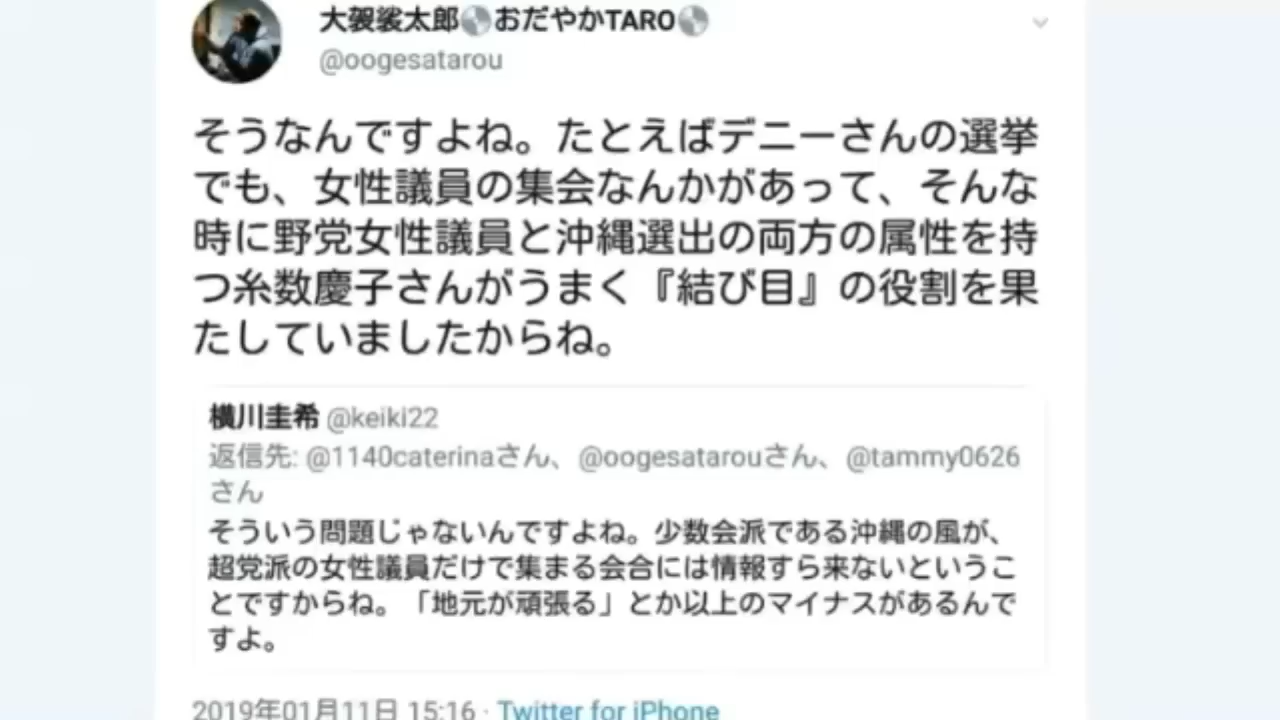 大袈裟太郎💿おだやかTARO💿
@oogesatarou
そうなんですよね。たとえばデニーさんの選挙
でも、女性議員の集会なんかがあって、そんな
時に野党女性議員と沖縄選出の両方の属性を持
つ糸数慶子さんがうまく『結び目』の役割を果
たしていましたからね。
横川圭希 @keiki22
返信先: @1140caterinaさん、@oogesatarouさん、@tammy0626
さん
そういう問題じゃないんですよね。少数会派である沖縄の風が、
超党派の女性議員だけで集まる会合には情報すら来ないというこ
とですからね。「地元が頑張る」とか以上のマイナスがあるんで
すよ。
2019年01月11日 15:16 · Twitter for iPhone